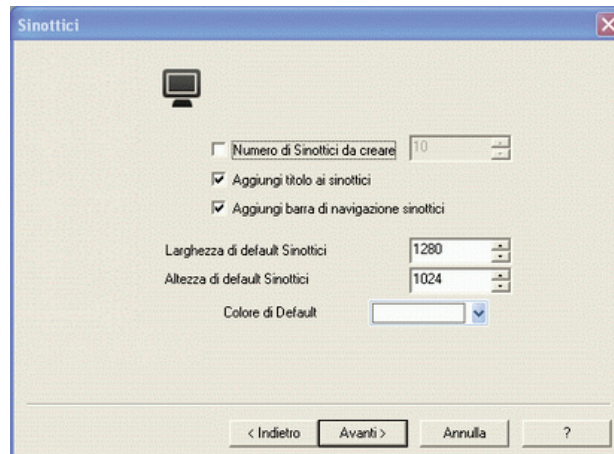 Sinottici
Numero di Sinottici da creare 10
Aggiungi titolo ai sinottici
Aggiungi barra di navigazione sinottici
Larghezza di default Sinottici 1280
Altezza di default Sinottici 1024
Colore di Default
< Indietro Avanti > Annulla ?